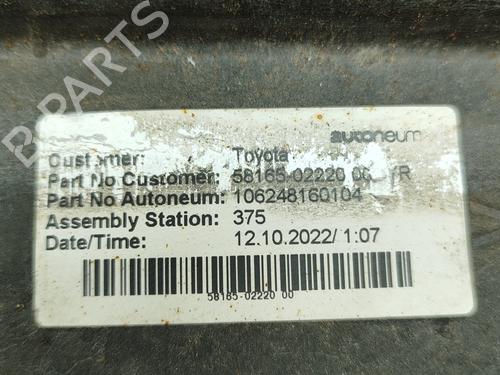 B-PARTS
autoneum
Customer: Toyota
Part No Customer: 58165-02220 00
Part No Autoneum: 106248160104
Assembly Station: 375
Date/Time: 12.10.2022/ 1:07
58165-02220 00